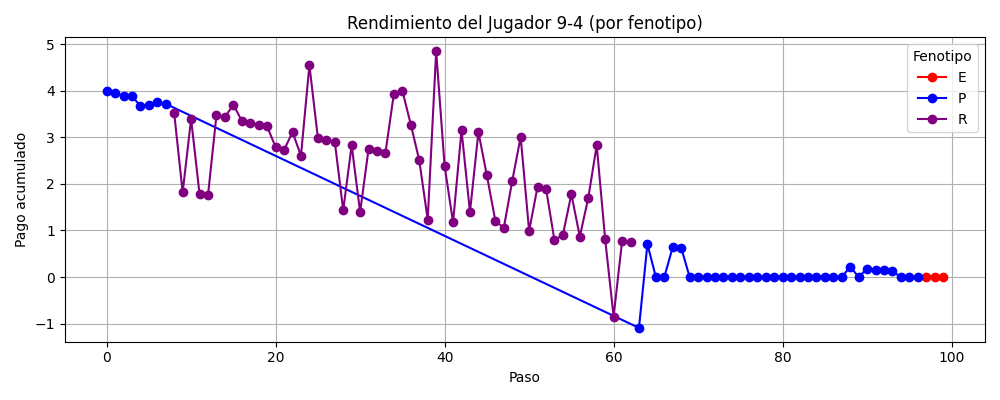 Rendimiento del Jugador 9-4 (por fenotipo)
Pago acumulado
5
4
3
2
1
0
−1
Fenotipo
E
P
R
0 20 40 60 80 100
Paso